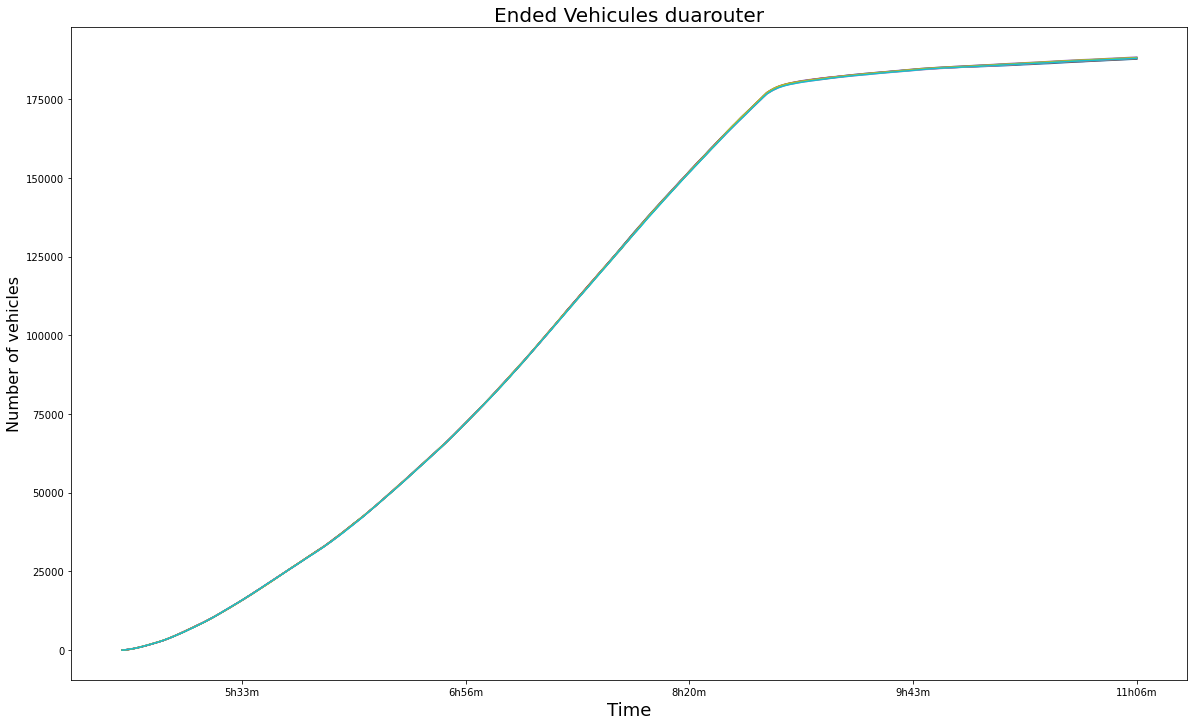 Ended Vehicules duarouter
Number of vehicles
175000
150000
125000
100000
75000
50000
25000
0
5h33m 6h56m 8h20m 9h43m 11h06m
Time